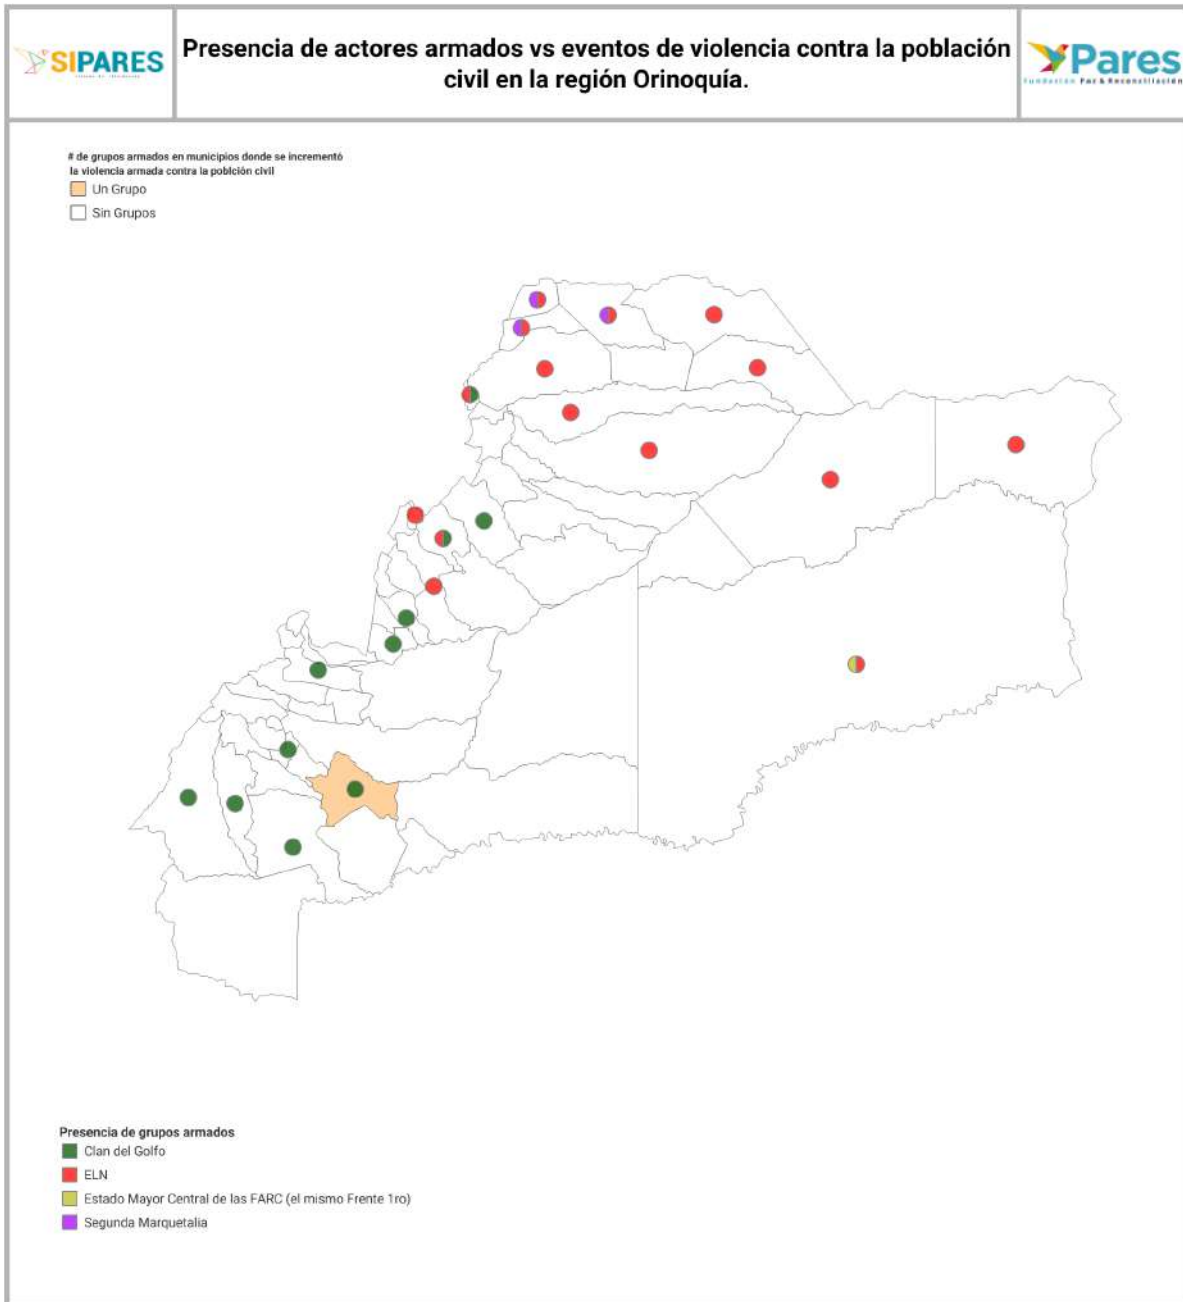 SIPARES
Presencia de actores armados vs eventos de violencia contra la población
civil en la región Orinoquía.
Pares
Fundación Paz & Reconciliación
# de grupos armados en municipios donde se incrementó
la violencia armada contra la poblción civil
Un Grupo
Sin Grupos
Presencia de grupos armados
Clan del Golfo
ELN
Estado Mayor Central de las FARC (el mismo Frente 1ro)
Segunda Marquetalia